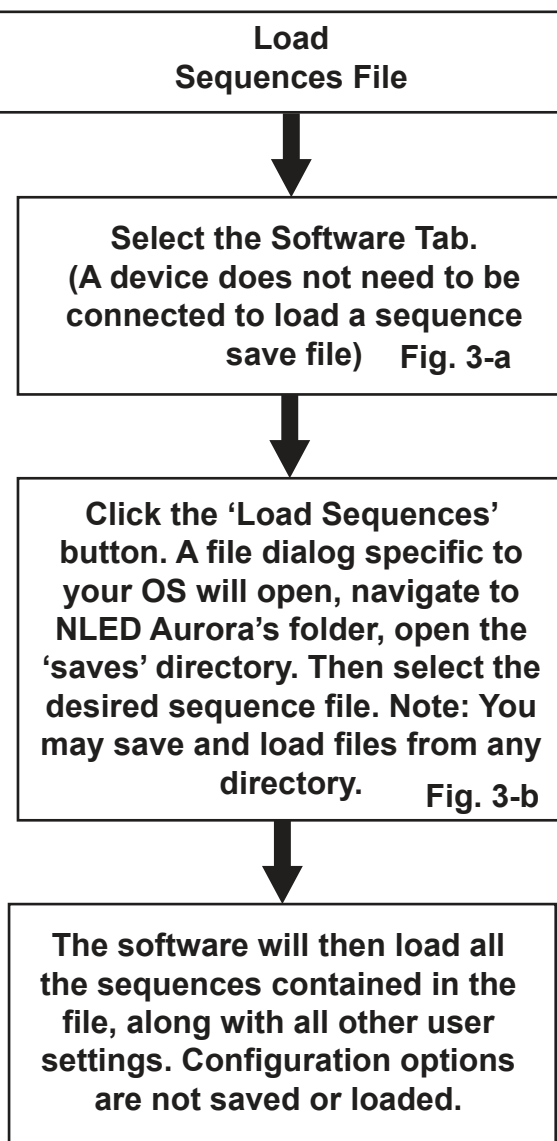 Load
Sequences File
Select the Software Tab.
(A device does not need to be
connected to load a sequence
save file) Fig. 3-a
Click the ‘Load Sequences’
button. A file dialog specific to
your OS will open, navigate to
NLED Aurora’s folder, open the
‘saves’ directory. Then select the
desired sequence file. Note: You
may save and load files from any
directory. Fig. 3-b
The software will then load all
the sequences contained in the
file, along with all other user
settings. Configuration options
are not saved or loaded.